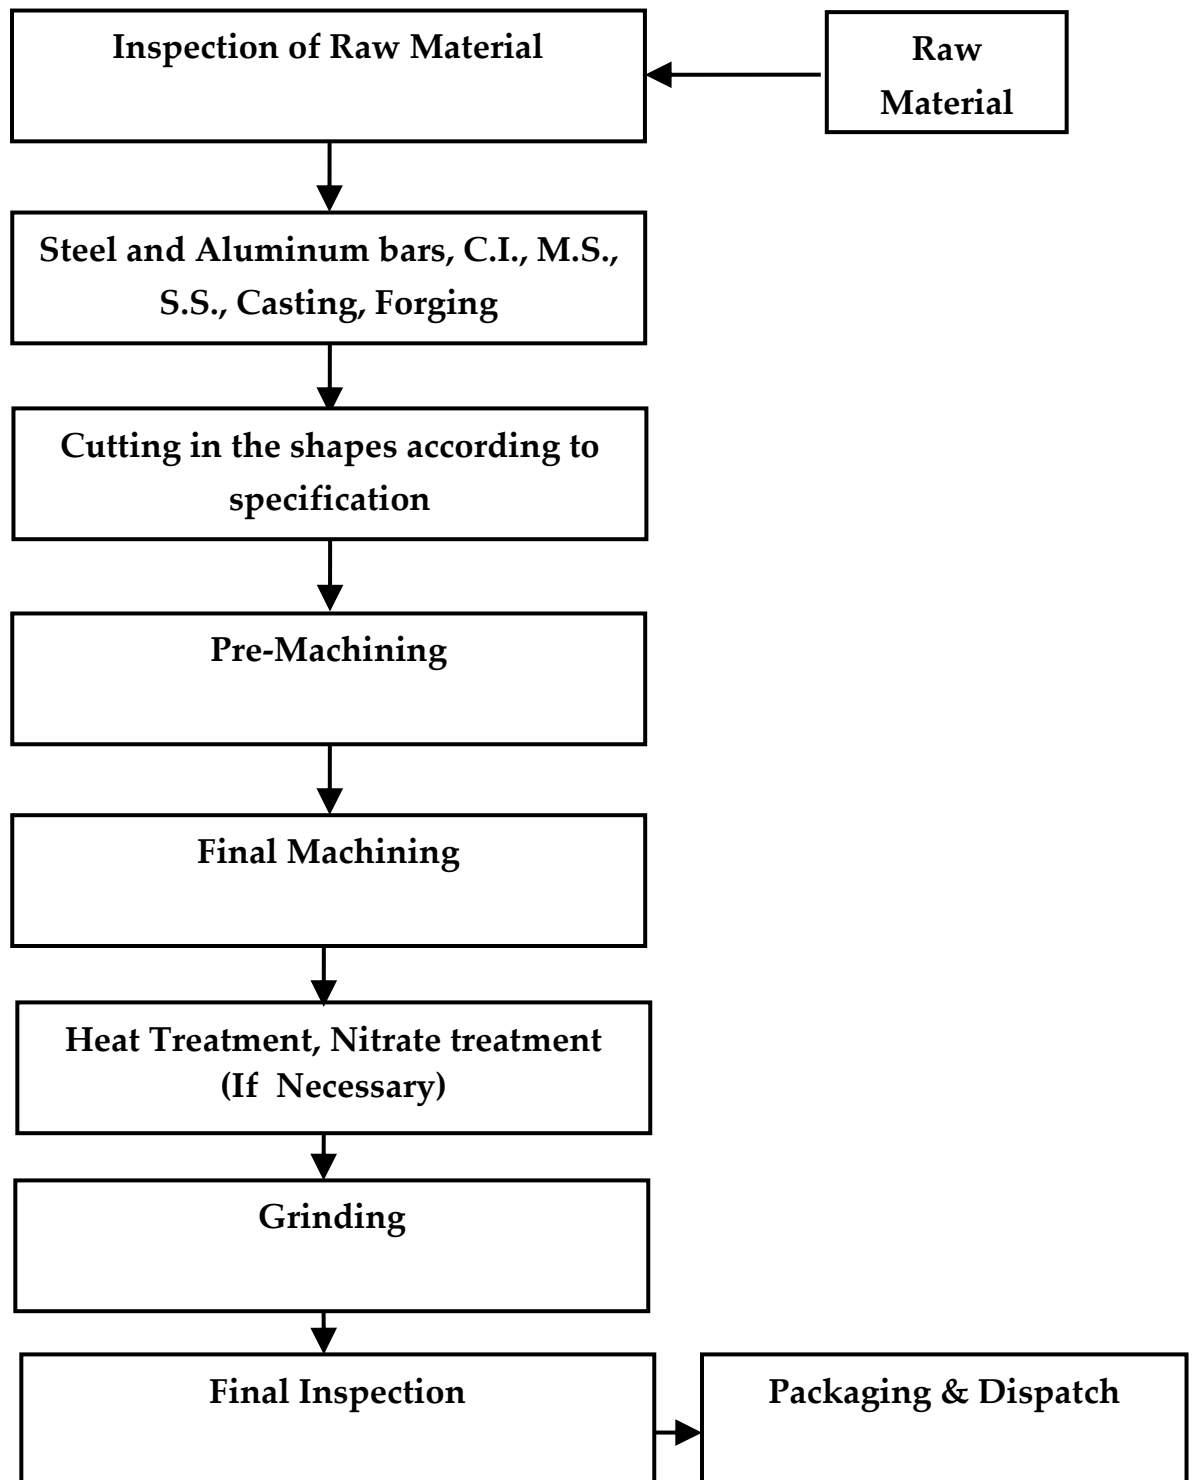 Inspection of Raw Material
Raw
Material
Steel and Aluminum bars, C.I., M.S.,
S.S., Casting, Forging
Cutting in the shapes according to
specification
Pre-Machining
Final Machining
Heat Treatment, Nitrate treatment
(If  Necessary)
Grinding
Final Inspection
Packaging & Dispatch